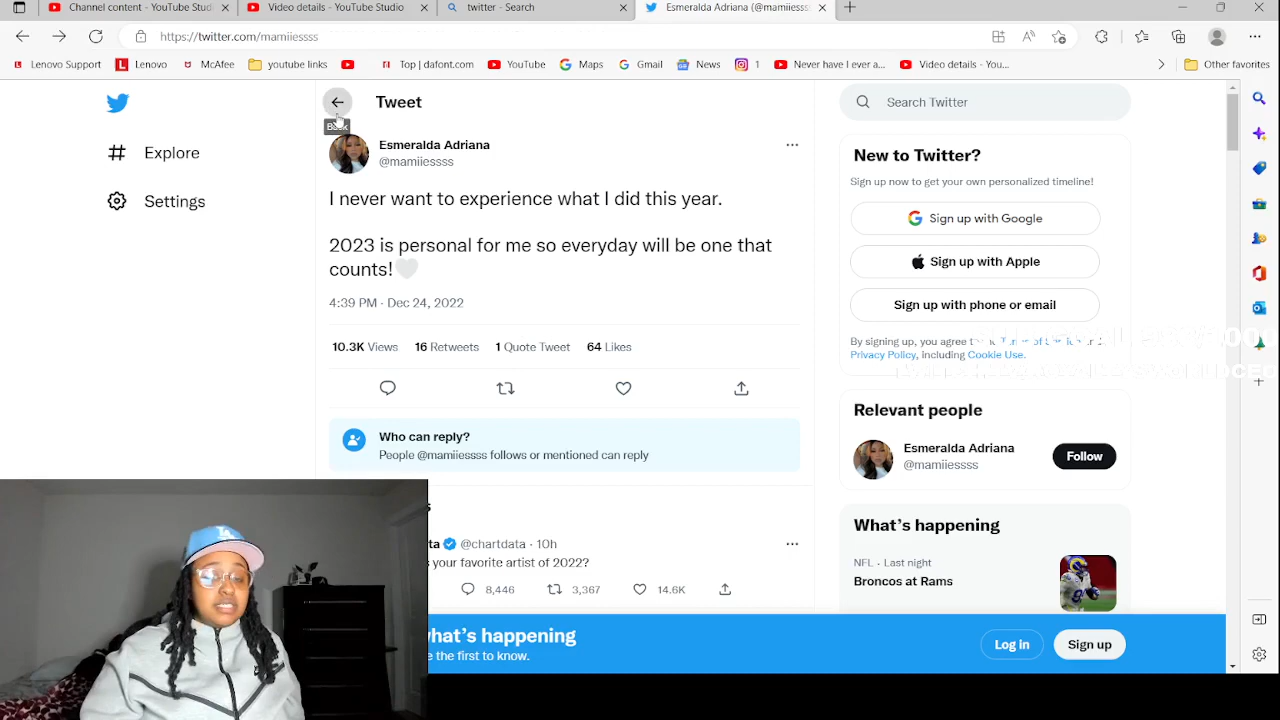 Channel content - YouTube Studi
Video details - YouTube Studio
twitter - Search
Esmeralda Adriana (@mamiiesss
https://twitter.com/mamiiessss
Lenovo Support
Lenovo
McAfee
youtube links
Top | dafont.com
YouTube
Maps
Gmail
News
1
Never have I ever a...
Video details - You...
Other favorites
Explore
Settings
Tweet
Back
Esmeralda Adriana
@mamiiessss
I never want to experience what I did this year.
2023 is personal for me so everyday will be one that
counts!🤍
4:39 PM · Dec 24, 2022
10.3K Views 16 Retweets 1 Quote Tweet 64 Likes
Who can reply?
People @mamiiessss follows or mentioned can reply
s
ta @chartdata · 10h
s your favorite artist of 2022?
8,446 3,367 14.6K
Search Twitter
New to Twitter?
Sign up now to get your own personalized timeline!
Sign up with Google
Sign up with Apple
Sign up with phone or email
By signing up, you agree to
Privacy Policy, including Cookie Use.
Relevant people
Esmeralda Adriana
@mamiiessss
Follow
What's happening
NFL · Last night
Broncos at Rams
hat's happening
e the first to know.
Log in
Sign up
LA